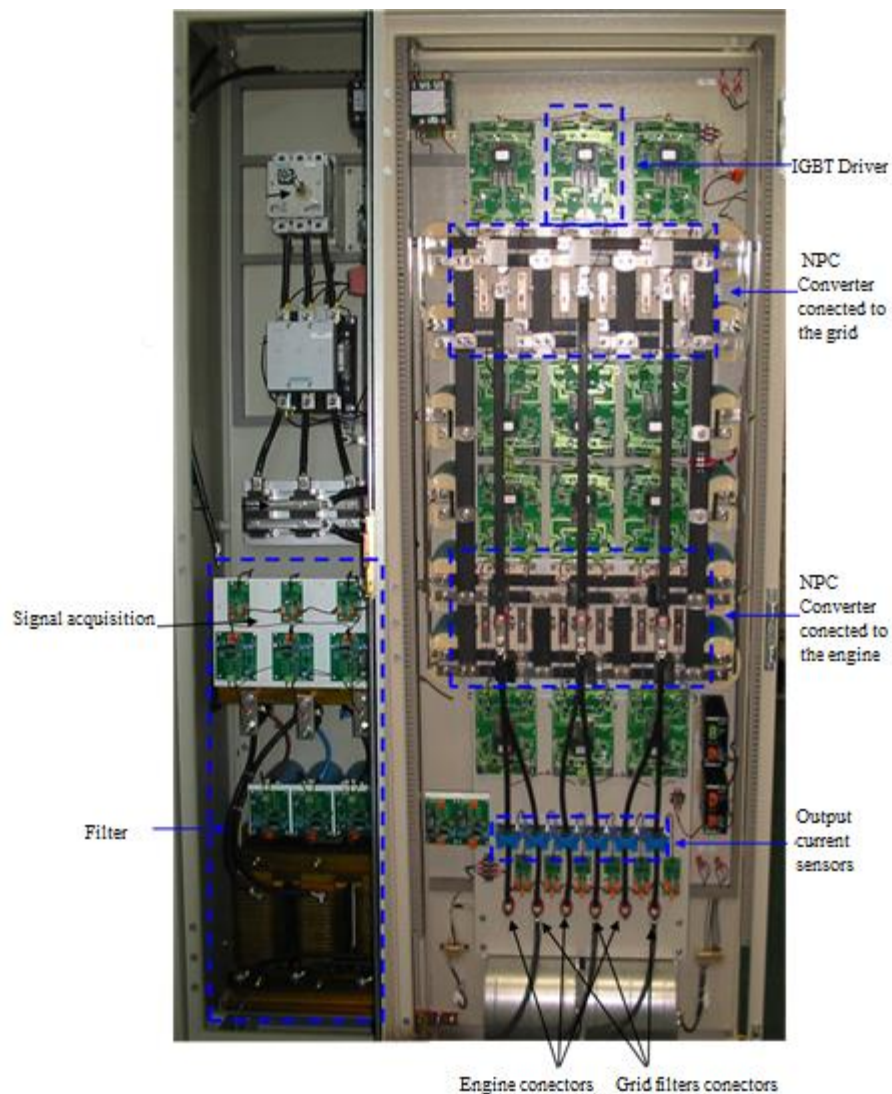 IGBT Driver
NPC
Converter
conected to
the grid
Signal acquisition
NPC
Converter
conected to
the engine
Filter
Output
current
sensors
Engine conectors
Grid filters conectors